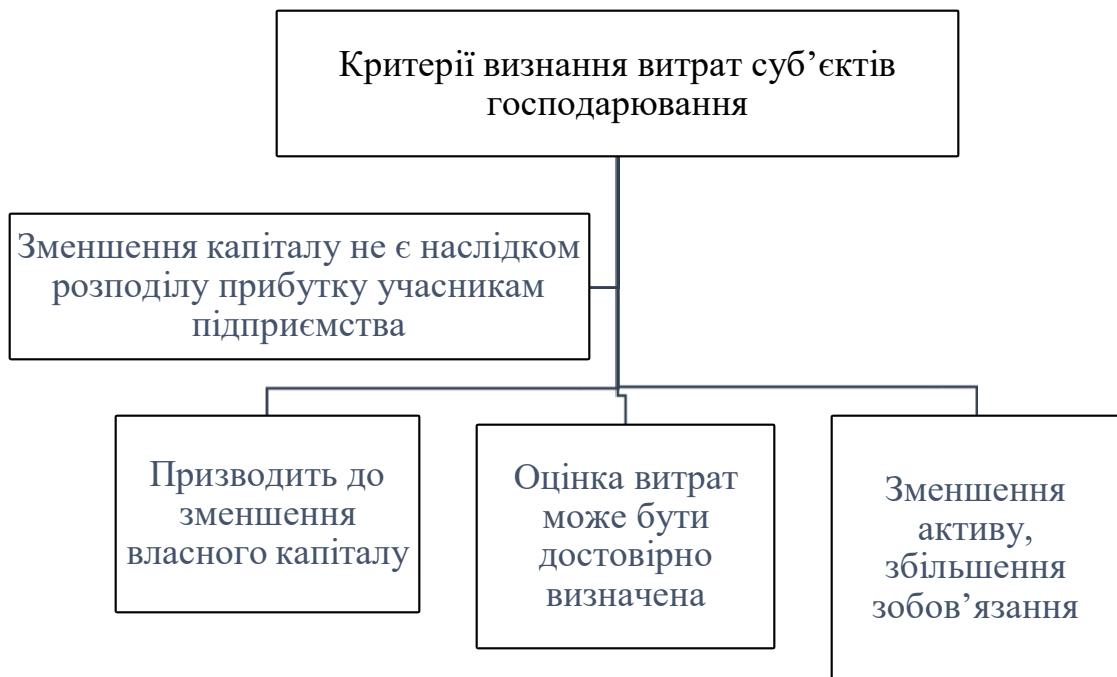 Критерії визнання витрат суб’єктів
господарювання
Зменшення капіталу не є наслідком
розподілу прибутку учасникам
підприємства
Призводить до
зменшення
власного капіталу
Оцінка витрат
може бути
достовірно
визначена
Зменшення
активу,
збільшення
зобов’язання